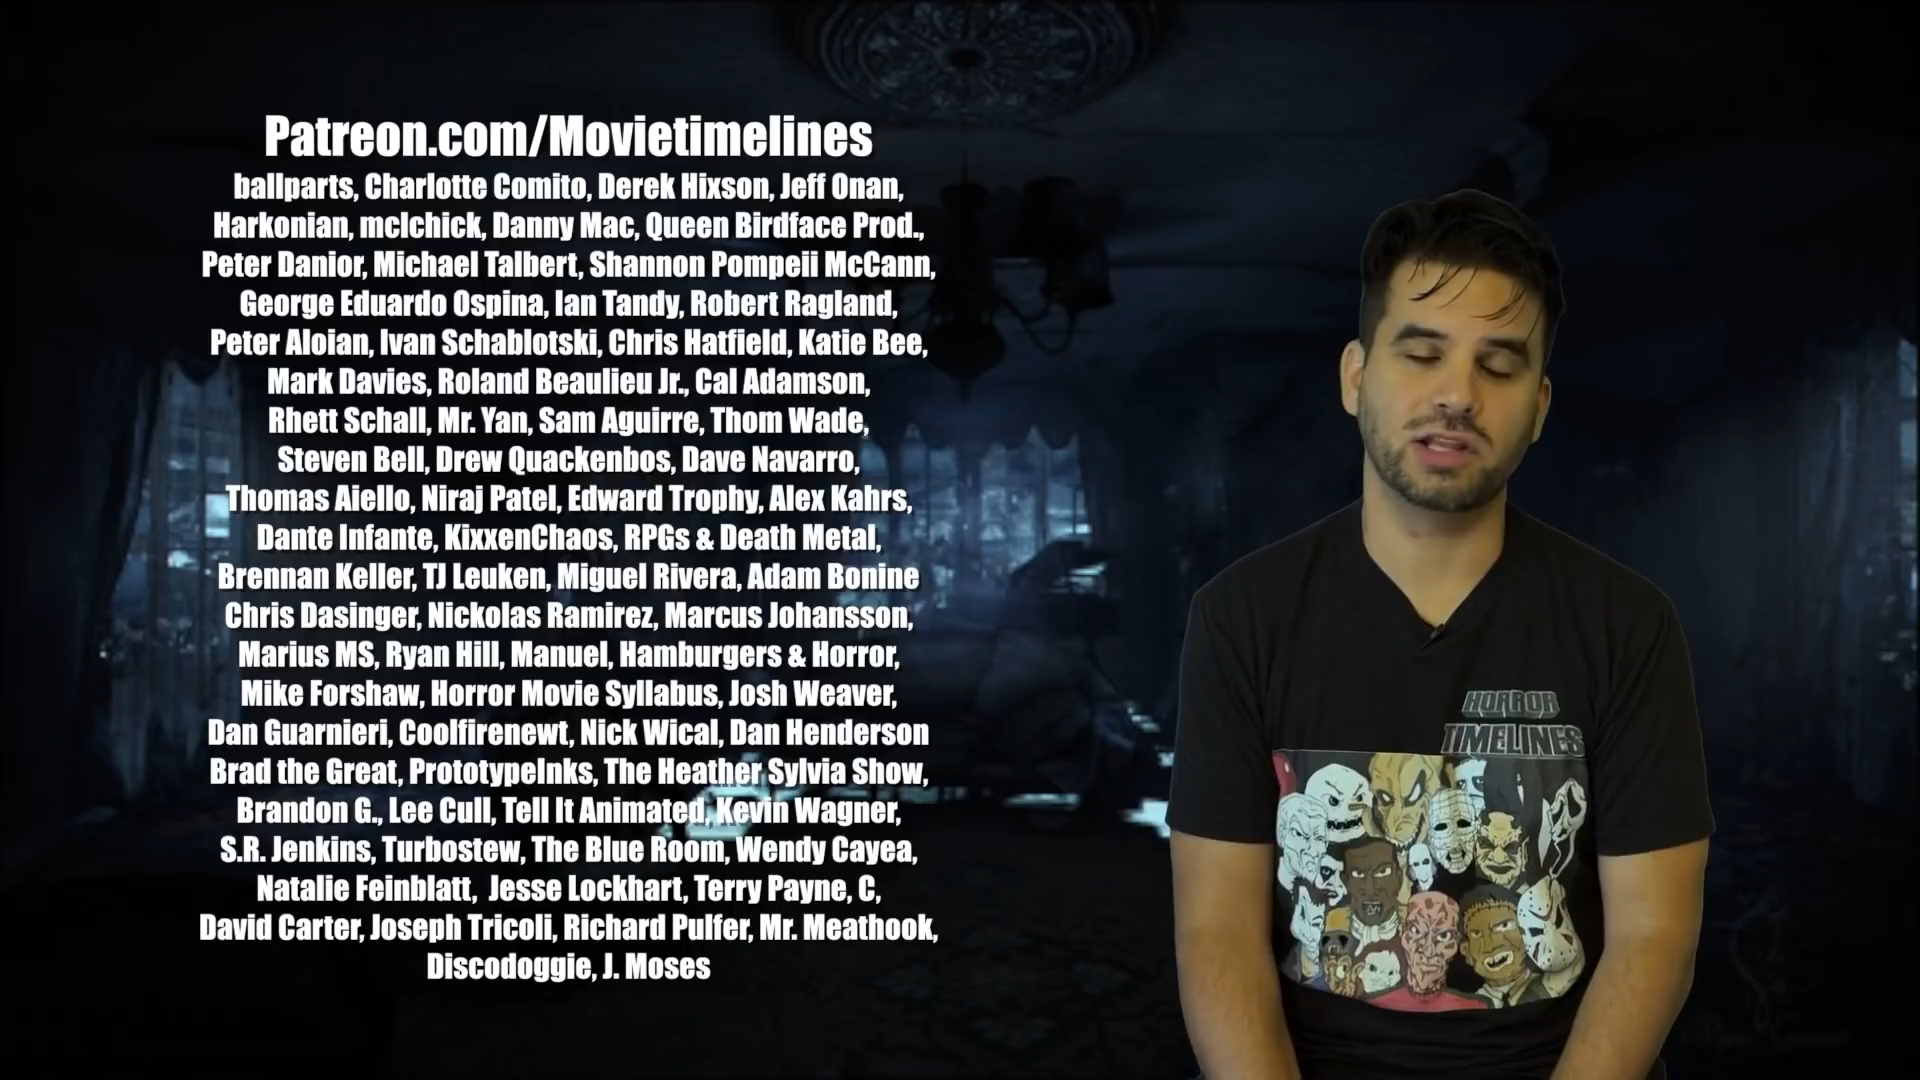 Patreon.com/Movietimelines
ballparts, Charlotte Comito, Derek Hixson, Jeff Onan,
Harkonian, mclchick, Danny Mac, Queen Birdface Prod.,
Peter Danior, Michael Talbert, Shannon Pompeii McCann,
George Eduardo Ospina, Ian Tandy, Robert Ragland,
Peter Aloian, Ivan Schablotski, Chris Hatfield, Katie Bee,
Mark Davies, Roland Beaulieu Jr., Cal Adamson,
Rhett Schall, Mr. Yan, Sam Aguirre, Thom Wade,
Steven Bell, Drew Quackenbos, Dave Navarro,
Thomas Aiello, Niraj Patel, Edward Trophy, Alex Kahrs,
Dante Infante, KixxenChaos, RPGs & Death Metal,
Brennan Keller, TJ Leuken, Miguel Rivera, Adam Bonine
Chris Dasinger, Nickolas Ramirez, Marcus Johansson,
Marius MS, Ryan Hill, Manuel, Hamburgers & Horror,
Mike Forshaw, Horror Movie Syllabus, Josh Weaver,
Dan Guarnieri, Coolfirenewt, Nick Wical, Dan Henderson
Brad the Great, PrototypeInks, The Heather Sylvia Show,
Brandon G., Lee Cull, Tell It Animated, Kevin Wagner,
S.R. Jenkins, Turbostew, The Blue Room, Wendy Cayea,
Natalie Feinblatt, Jesse Lockhart, Terry Payne, C,
David Carter, Joseph Tricoli, Richard Pulfer, Mr. Meathook,
Discodoggie, J. Moses
HORROR
TIMELINES